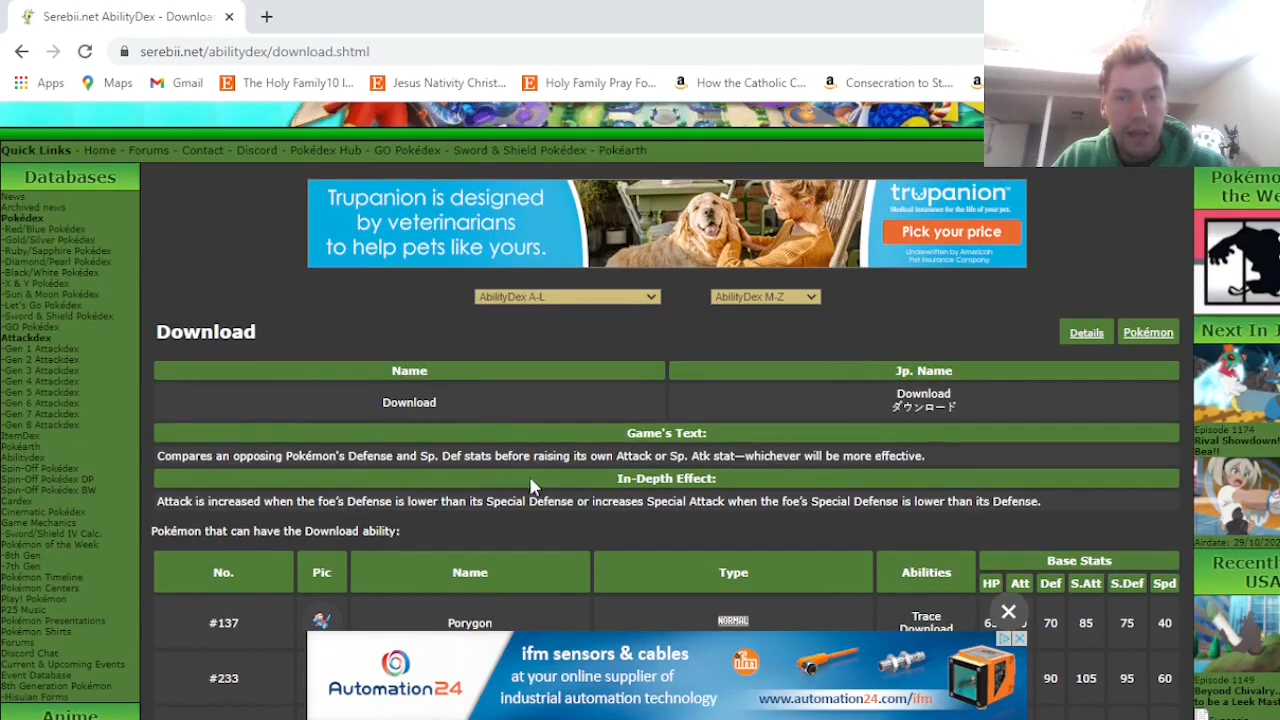 Serebii.net AbilityDex - Download
serebii.net/abilitydex/download.shtml
Apps
Maps
Gmail
The Holy Family10 I...
Jesus Nativity Christ...
Holy Family Pray Fo...
How the Catholic C...
Consecration to St....
Quick Links - Home - Forums - Contact - Discord - Pokédex Hub - GO Pokédex - Sword & Shield Pokédex - Pokéarth
Databases
News
Archived news
Pokédex
-Red/Blue Pokédex
-Gold/Silver Pokédex
-Ruby/Sapphire Pokédex
-Diamond/Pearl Pokédex
-Black/White Pokédex
-X & Y Pokédex
-Sun & Moon Pokédex
-Let's Go Pokédex
-Sword & Shield Pokédex
-GO Pokédex
Attackdex
-Gen 1 Attackdex
-Gen 2 Attackdex
-Gen 3 Attackdex
-Gen 4 Attackdex
-Gen 5 Attackdex
-Gen 6 Attackdex
-Gen 7 Attackdex
-Gen 8 Attackdex
ItemDex
Pokéarth
Abilitydex
Spin-Off Pokédex
Spin-Off Pokédex DP
Spin-Off Pokédex BW
Cardex
Cinematic Pokédex
Game Mechanics
-Sword/Shield IV Calc.
Pokémon of the Week
-8th Gen
-7th Gen
Pokémon Timeline
Pokémon Centers
Play! Pokémon
P25 Music
Pokémon Presentations
Pokémon Shirts
Forums
Discord Chat
Current & Upcoming Events
Event Database
8th Generation Pokémon
-Hisuian Forms
Anime
Trupanion is designed
by veterinarians
to help pets like yours.
trupanion™
Medical insurance for the life of your pet.
Pick your price
Underwritten by American
Pet Insurance Company
AbilityDex A-L
AbilityDex M-Z
Download
Details
Pokémon
Name
Jp. Name
Download
Download
ダウンロード
Game's Text:
Compares an opposing Pokémon's Defense and Sp. Def stats before raising its own Attack or Sp. Atk stat—whichever will be more effective.
In-Depth Effect:
Attack is increased when the foe's Defense is lower than its Special Defense or increases Special Attack when the foe's Special Defense is lower than its Defense.
Pokémon that can have the Download ability:
No.
Pic
Name
Type
Abilities
Base Stats
HP
Att
Def
S.Att
S.Def
Spd
#137
Porygon
NORMAL
Trace
Download
70
85
75
40
#233
90
105
95
60
Automation24
ifm sensors & cables
at your online supplier of
industrial automation technology
ifm
www.automation24.com/ifm
Pokémo
the We
Next In J
Episode 1174
Rival Showdown!
Bea!!
Airdate: 29/10/202
Recentl
USA
Episode 1149
Beyond Chivalry...
to be a Leek Mast